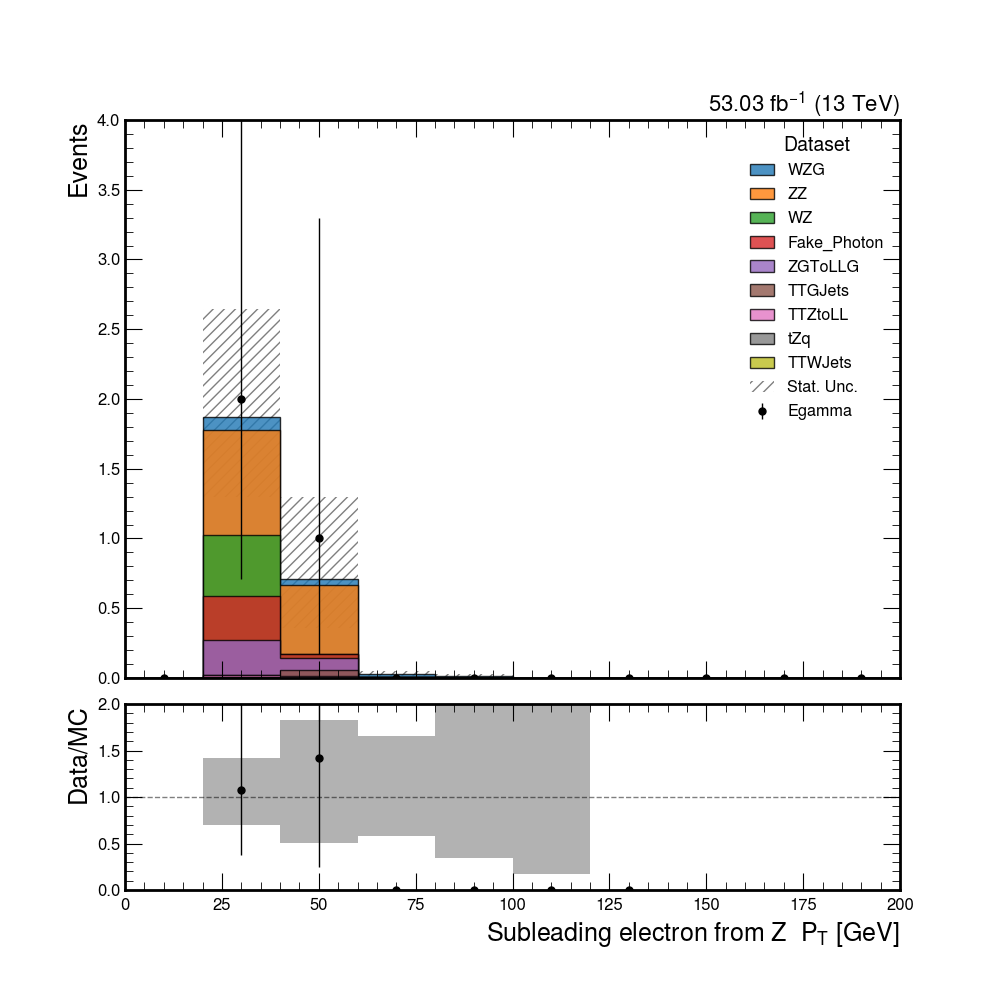 53.03 fb⁻¹ (13 TeV)
Events
4.0
3.5
3.0
2.5
2.0
1.5
1.0
0.5
0.0
Dataset
WZG
ZZ
WZ
Fake_Photon
ZGToLLG
TTGJets
TTZtoLL
tZq
TTWJets
Stat. Unc.
Egamma
Data/MC
2.0
1.5
1.0
0.5
0.0
0 25 50 75 100 125 150 175 200
Subleading electron from Z P_T [GeV]